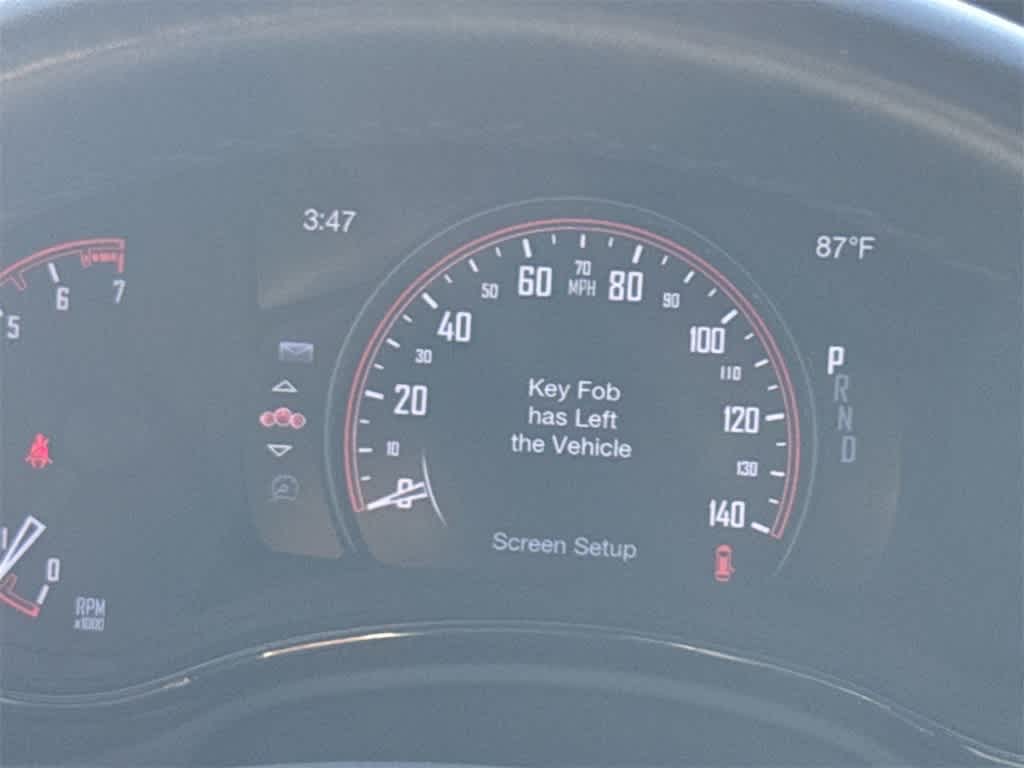 3:47
87°F
5
6
7
0
RPM
x1000
0
10
20
30
40
50
60
70
MPH
80
90
100
110
120
130
140
Key Fob
has Left
the Vehicle
Screen Setup
P
R
N
D